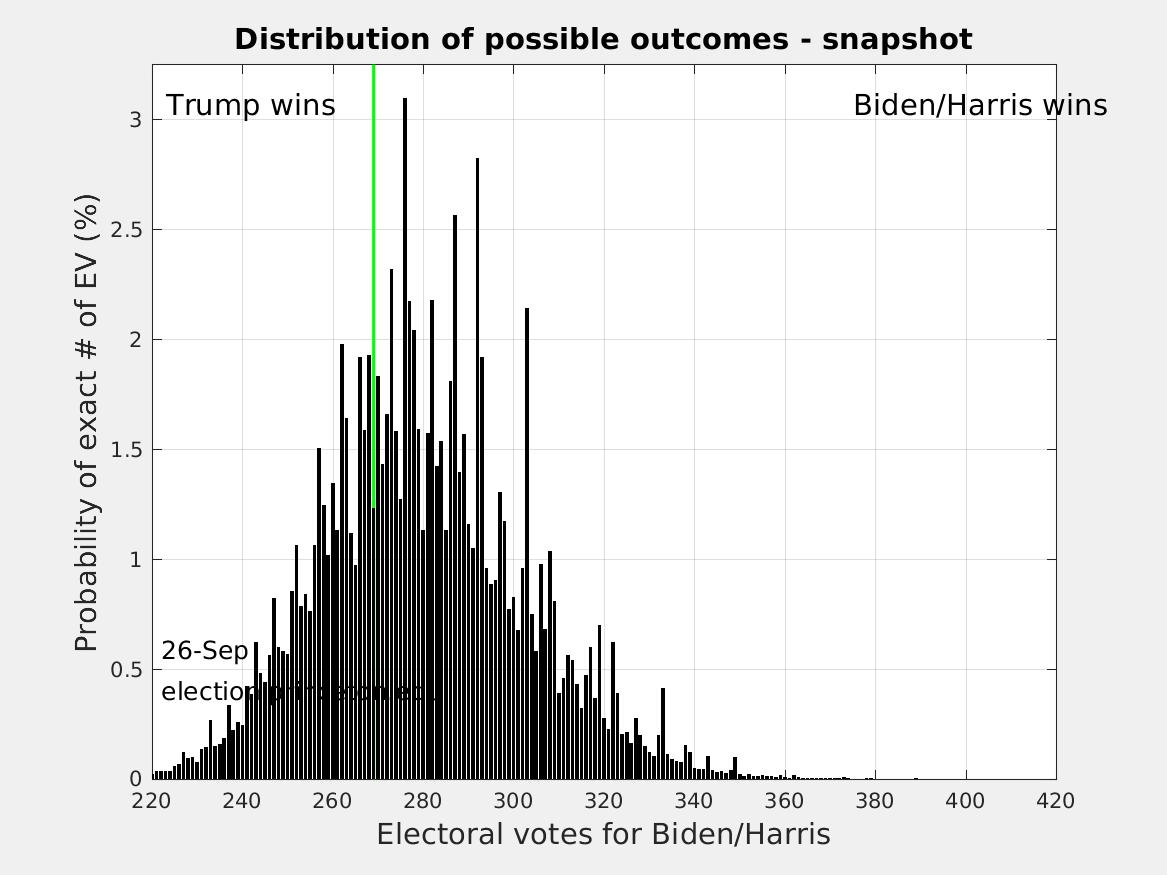 Distribution of possible outcomes - snapshot
Trump wins
Biden/Harris wins
Probability of exact # of EV (%)
3
2.5
2
1.5
1
0.5
0
26-Sep
220 240 260 280 300 320 340 360 380 400 420
Electoral votes for Biden/Harris